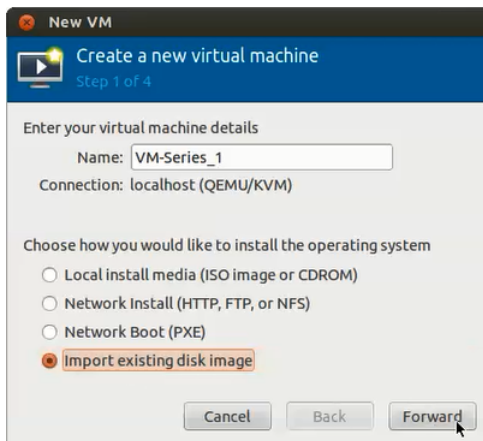 New VM
Create a new virtual machine
Step 1 of 4
Enter your virtual machine details
Name: VM-Series_1
Connection: localhost (QEMU/KVM)
Choose how you would like to install the operating system
Local install media (ISO image or CDROM)
Network Install (HTTP, FTP, or NFS)
Network Boot (PXE)
Import existing disk image
Cancel Back Forward